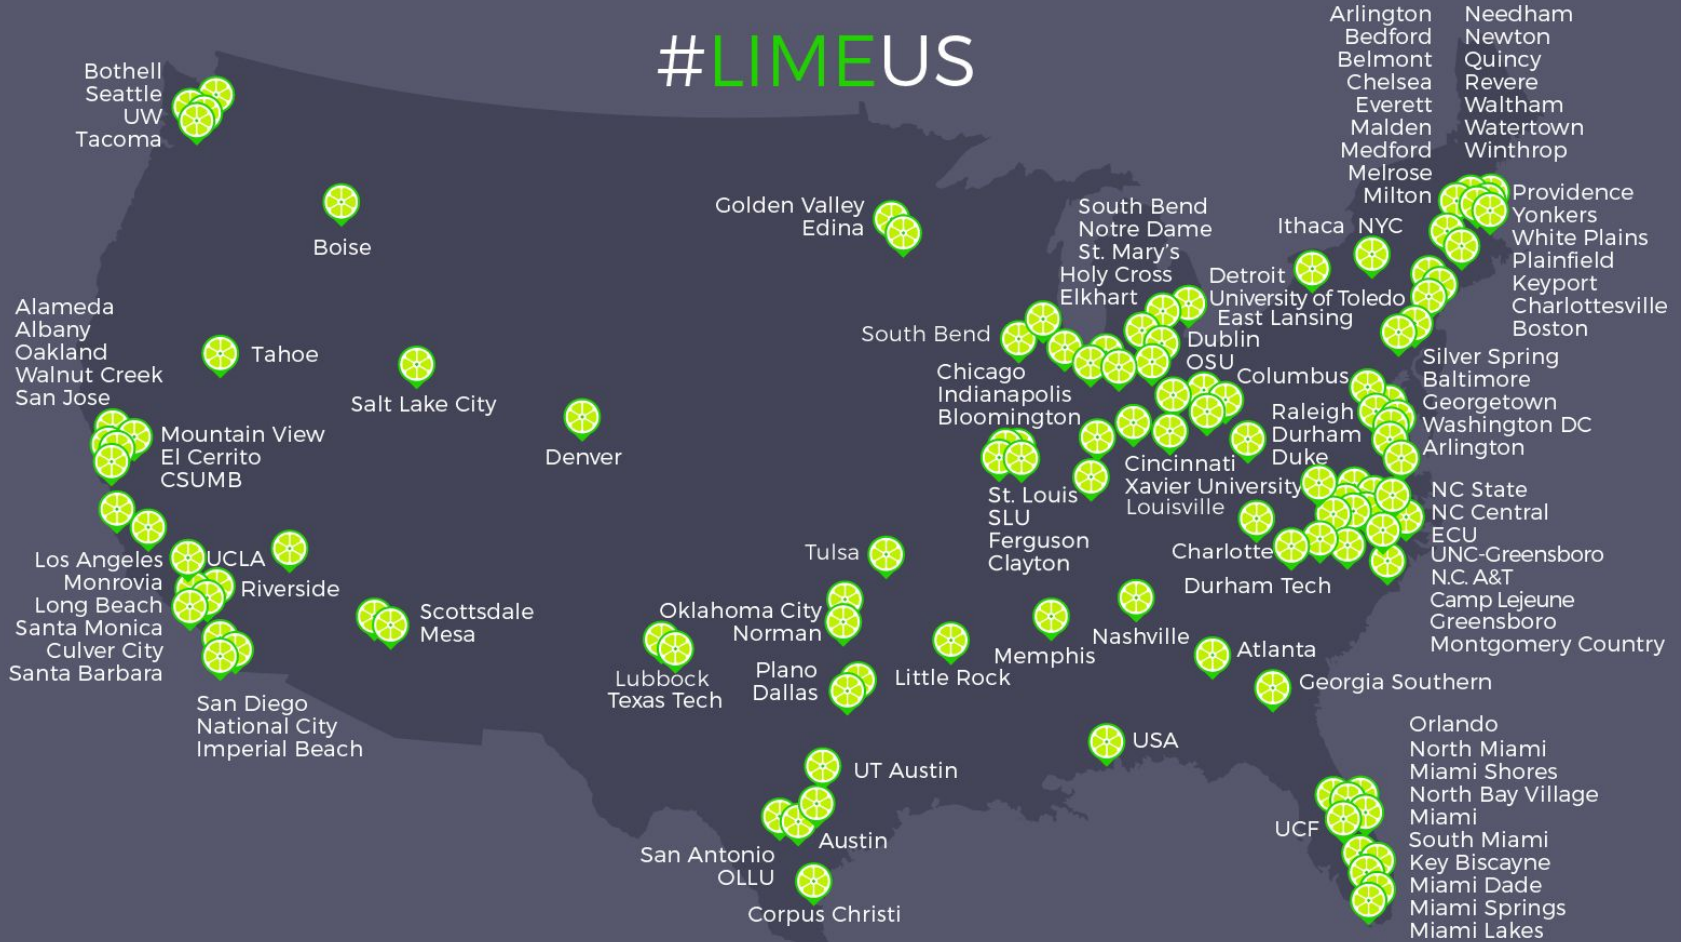 #LIMEUS
Arlington
Bedford
Belmont
Chelsea
Everett
Malden
Medford
Melrose
Milton
Needham
Newton
Quincy
Revere
Waltham
Watertown
Winthrop
Bothell
Seattle
UW
Tacoma
Boise
Golden Valley
Edina
South Bend
Notre Dame
St. Mary's
Holy Cross
Elkhart
Ithaca
NYC
Providence
Yonkers
White Plains
Plainfield
Keyport
Charlottesville
Boston
Detroit
University of Toledo
East Lansing
Alameda
Albany
Oakland
Walnut Creek
San Jose
Tahoe
Salt Lake City
Denver
South Bend
Chicago
Indianapolis
Bloomington
Dublin
OSU
Columbus
Silver Spring
Baltimore
Georgetown
Washington DC
Arlington
Raleigh
Durham
Duke
Mountain View
El Cerrito
CSUMB
Cincinnati
Xavier University
Louisville
St. Louis
SLU
Ferguson
Clayton
NC State
NC Central
ECU
UNC-Greensboro
N.C. A&T
Camp Lejeune
Greensboro
Montgomery Country
Charlotte
Durham Tech
Los Angeles
Monrovia
Long Beach
Santa Monica
Culver City
Santa Barbara
UCLA
Riverside
Scottsdale
Mesa
San Diego
National City
Imperial Beach
Tulsa
Oklahoma City
Norman
Lubbock
Texas Tech
Plano
Dallas
Little Rock
Memphis
Nashville
Atlanta
Georgia Southern
USA
UT Austin
Austin
San Antonio
OLLU
Corpus Christi
UCF
Orlando
North Miami
Miami Shores
North Bay Village
Miami
South Miami
Key Biscayne
Miami Dade
Miami Springs
Miami Lakes